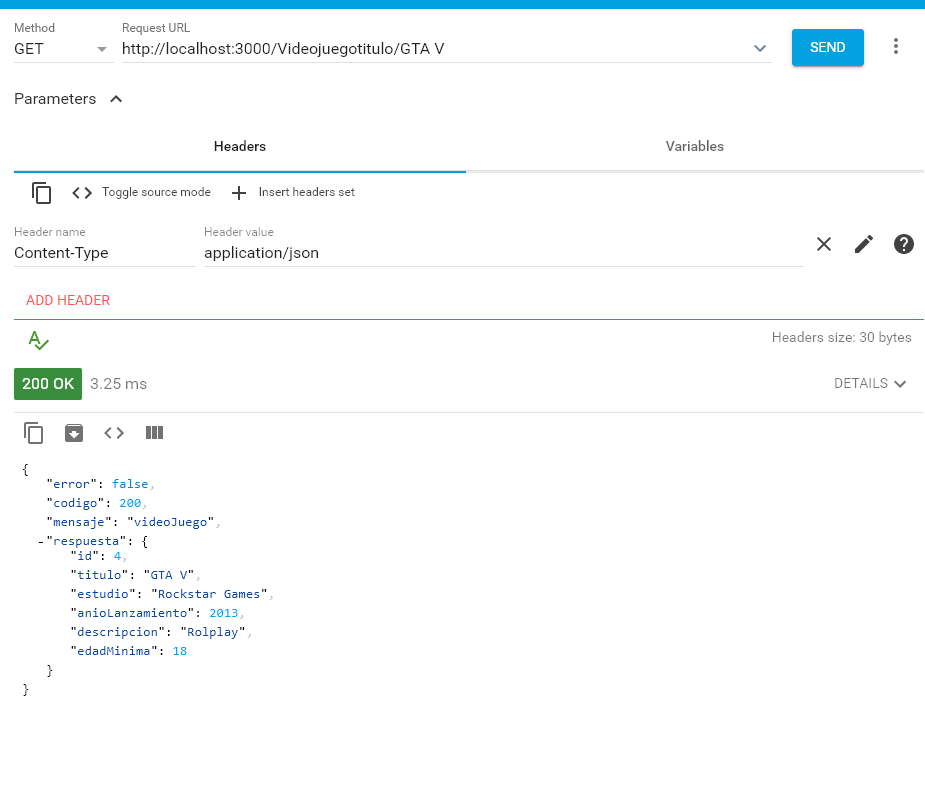 Method
Request URL
GET
http://localhost:3000/Videojuegotitulo/GTA V
SEND
Parameters
Headers
Variables
Toggle source mode
Insert headers set
Header name
Header value
Content-Type
application/json
ADD HEADER
Headers size: 30 bytes
200 OK
3.25 ms
DETAILS
{
"error": false,
"codigo": 200,
"mensaje": "videoJuego",
-"respuesta": {
"id": 4,
"titulo": "GTA V",
"estudio": "Rockstar Games",
"anioLanzamiento": 2013,
"descripcion": "Rolplay",
"edadMinima": 18
}
}